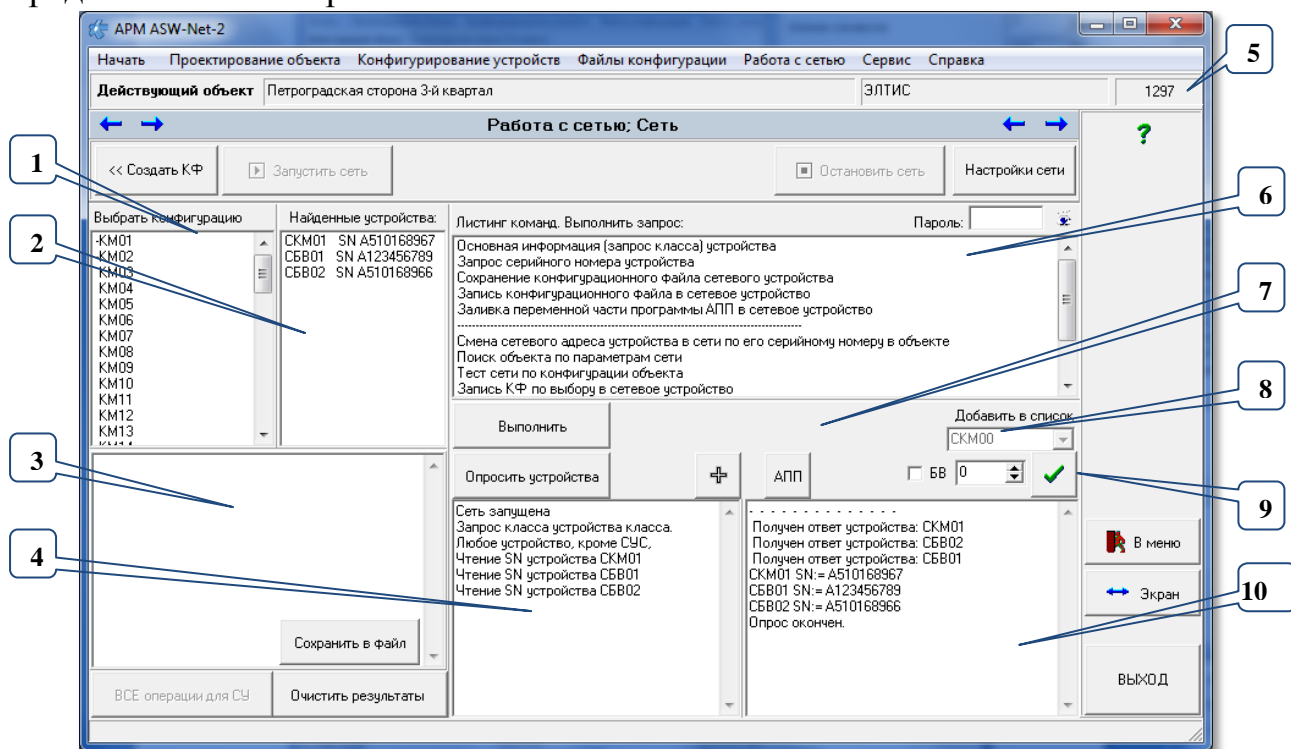 АРМ ASW-Net-2
Начать Проектирование объекта Конфигурирование устройств Файлы конфигурации Работа с сетью Сервис Справка
5
Действующий объект Петроградская сторона 3-й квартал ЭЛТИС 1297
Работа с сетью; Сеть
?
1
<< Создать КФ Запустить сеть Остановить сеть Настройки сети
6
Выбрать конфигурацию Найденные устройства: Листинг команд. Выполнить запрос: Пароль:
2
-КМ01
КМ02
КМ03
КМ04
КМ05
КМ06
КМ07
КМ08
КМ09
КМ10
КМ11
КМ12
КМ13
СКМ01 SN A510168967
СБВ01 SN A123456789
СБВ02 SN A510168966
Основная информация (запрос класса) устройства
Запрос серийного номера устройства
Сохранение конфигурационного файла сетевого устройства
Запись конфигурационного файла в сетевое устройство
Заливка переменной части программы АПП в сетевое устройство
Смена сетевого адреса устройства в сети по его серийному номеру в объекте
Поиск объекта по параметрам сети
Тест сети по конфигурации объекта
Запись КФ по выбору в сетевое устройство
7
8
Выполнить Добавить в список
СКМ00
3
Опросить устройства АПП БВ 0
9
4
Сеть запущена
Запрос класса устройства класса.
Любое устройство, кроме СУС,
Чтение SN устройства СКМ01
Чтение SN устройства СБВ01
Чтение SN устройства СБВ02
- - - - - - - - - - - - - - -
Получен ответ устройства: СКМ01
Получен ответ устройства: СБВ02
Получен ответ устройства: СБВ01
СКМ01 SN:= A510168967
СБВ01 SN:= A123456789
СБВ02 SN:= A510168966
Опрос окончен.
В меню
Экран
10
Сохранить в файл
ВСЕ операции для СУ Очистить результаты
ВЫХОД